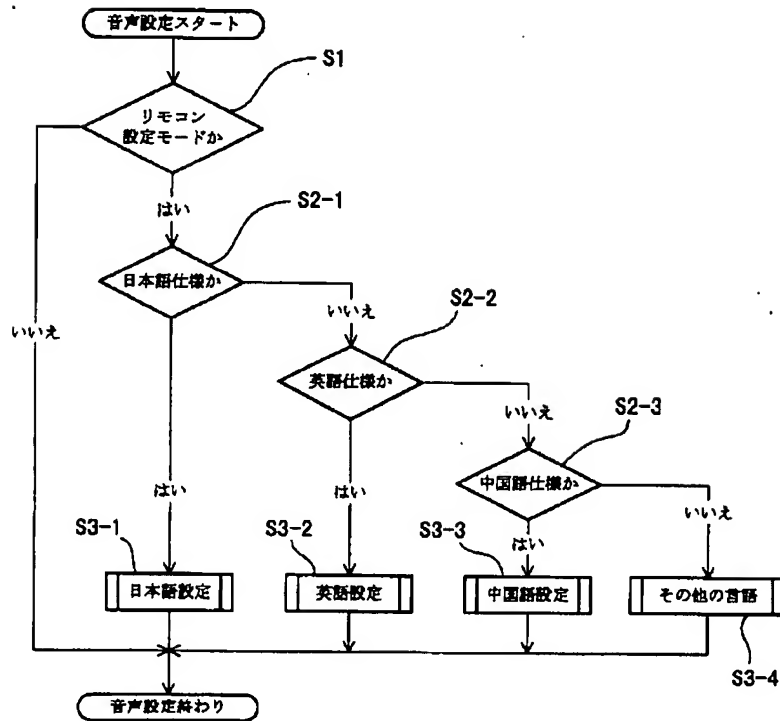 音声設定スタート
S1
リモコン
設定モードか
はい
S2-1
日本語仕様か
いいえ
いいえ
S2-2
英語仕様か
いいえ
S2-3
中国語仕様か
はい
はい
いいえ
はい
S3-1
S3-2
S3-3
日本語設定
英語設定
中国語設定
その他の言語
S3-4
音声設定終わり